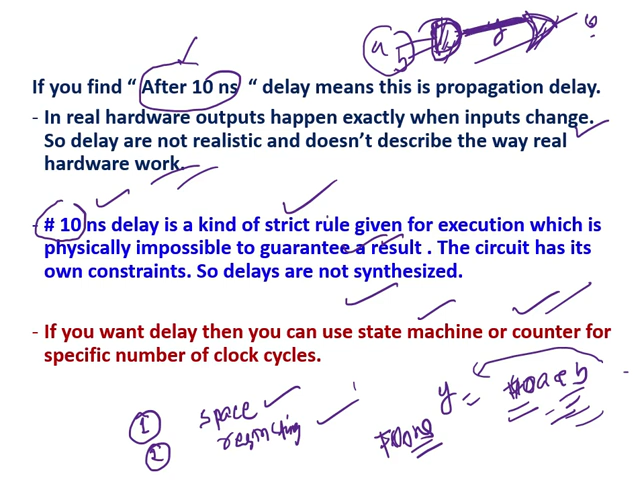 a b y
If you find “ After 10 ns “ delay means this is propagation delay.
- In real hardware outputs happen exactly when inputs change.
So delay are not realistic and doesn’t describe the way real
hardware work.
- # 10 ns delay is a kind of strict rule given for execution which is
physically impossible to guarantee a result . The circuit has its
own constraints. So delays are not synthesized.
- If you want delay then you can use state machine or counter for
specific number of clock cycles.
y = #10 a & b
1 space
2